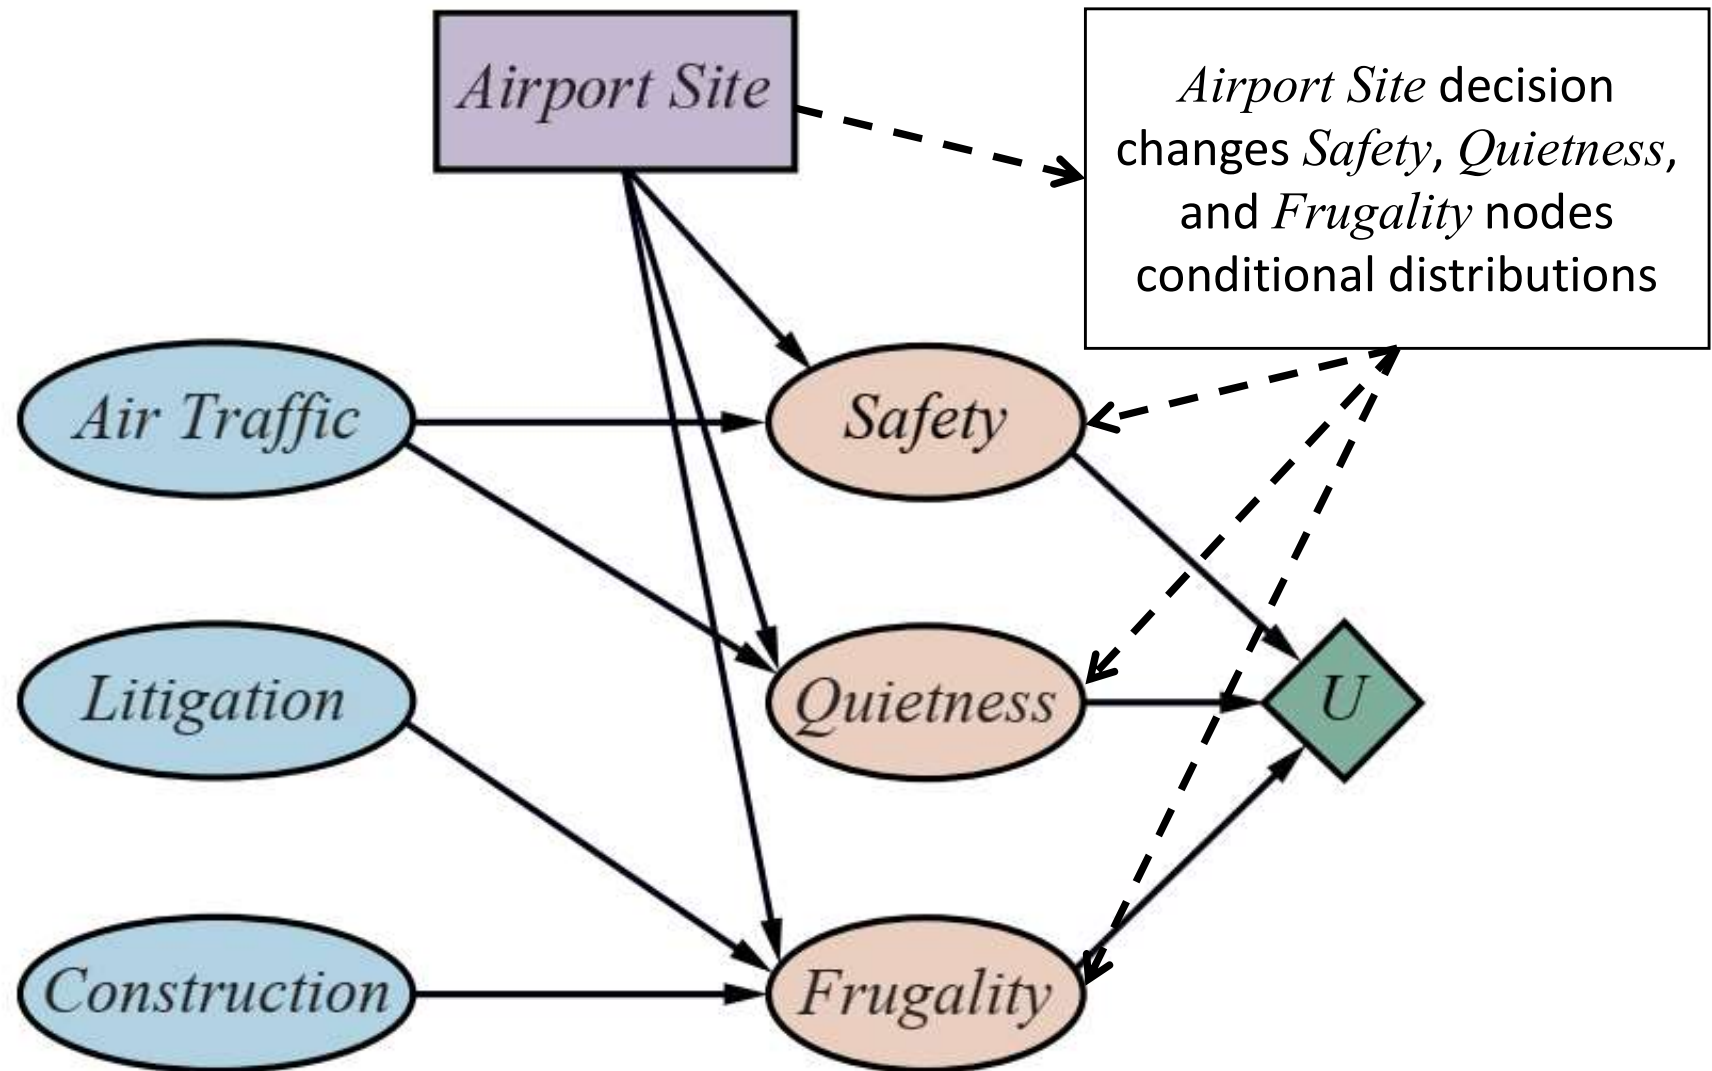 Airport Site
Airport Site decision
changes Safety, Quietness,
and Frugality nodes
conditional distributions
Air Traffic
Safety
Litigation
Quietness
U
Construction
Frugality